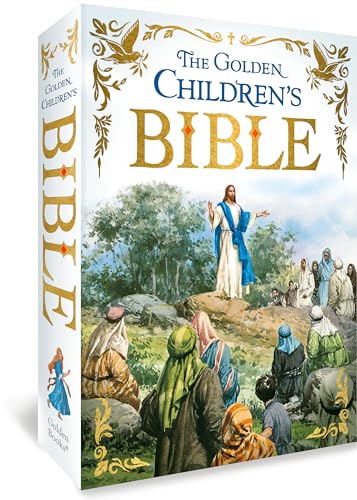 THE GOLDEN
CHILDREN'S
BIBLE
THE
GOLDEN
CHILDREN'S
BIBLE
Golden
Books®